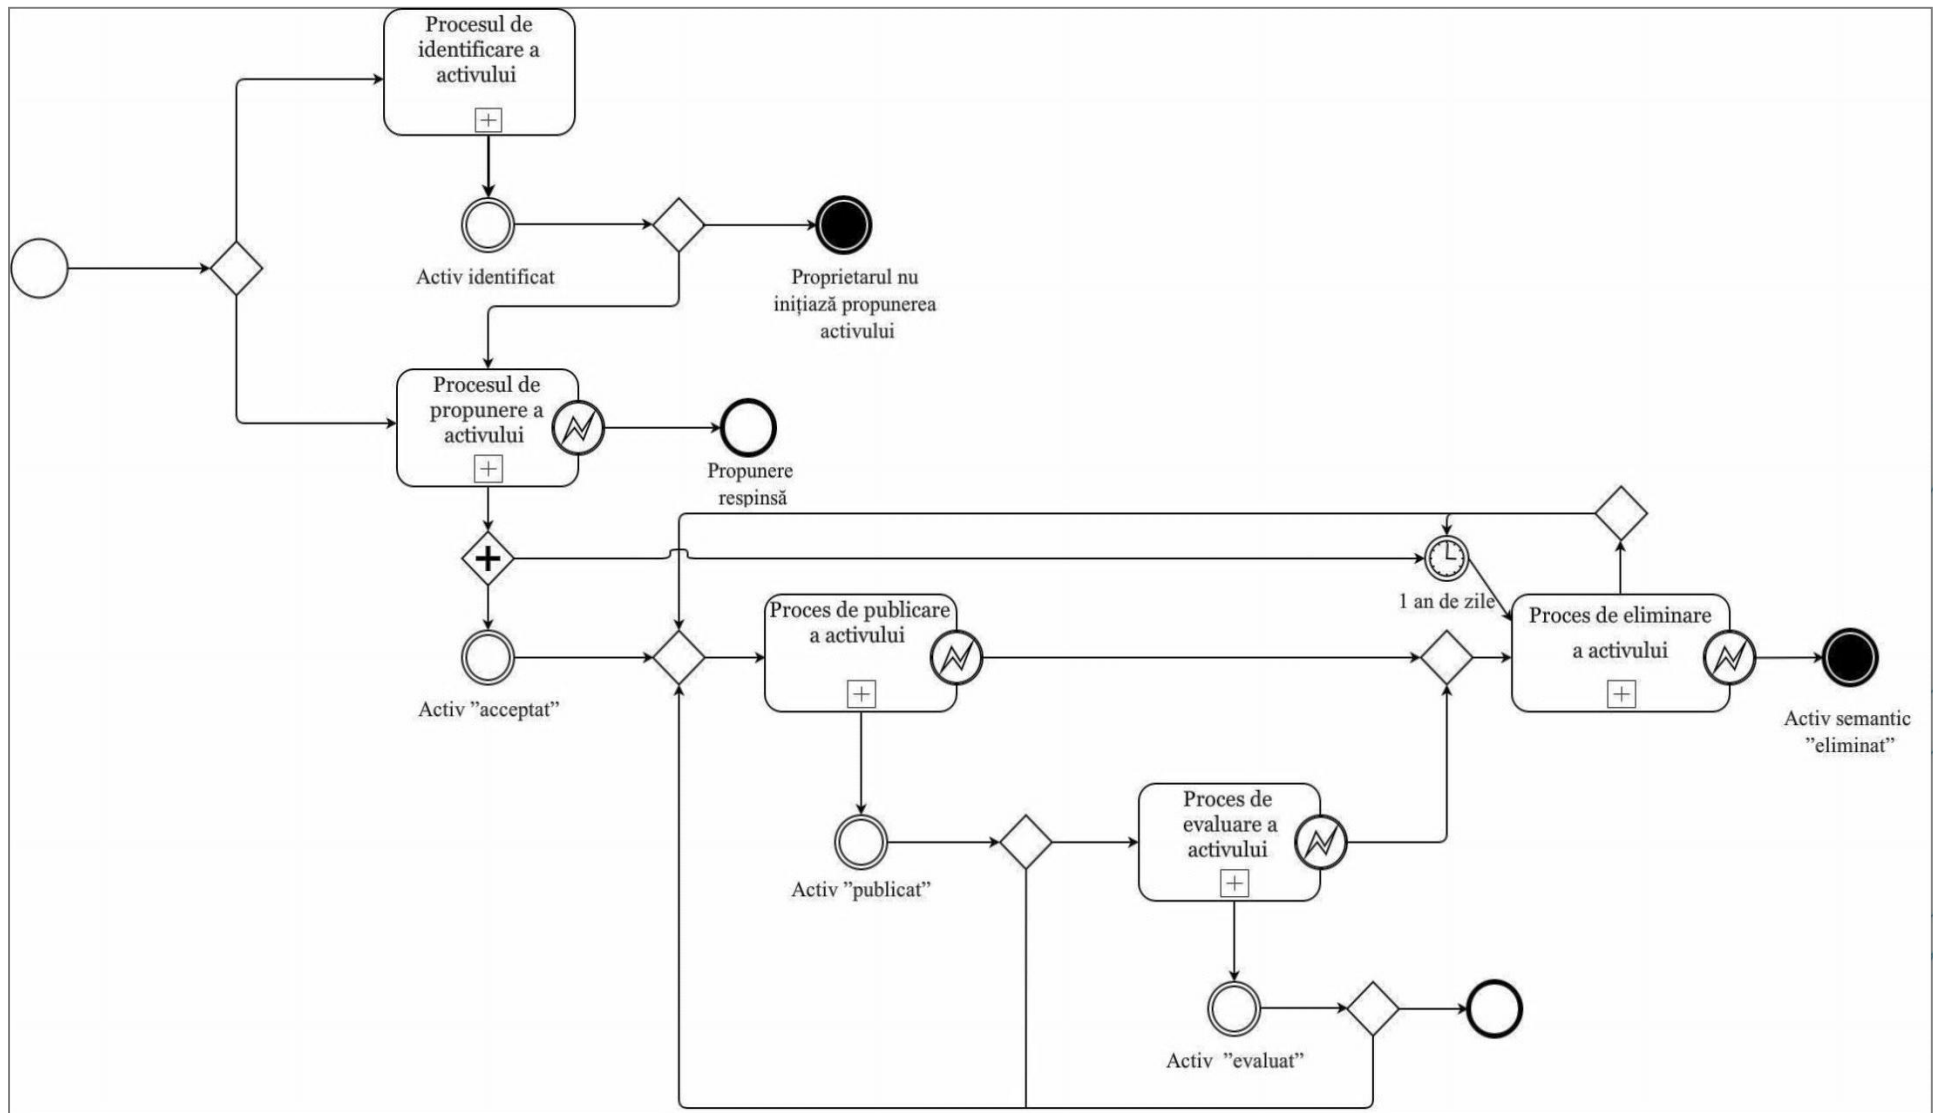 Procesul de
identificare a
activului
Activ identificat
Proprietarul nu
inițiază propunerea
activului
Procesul de
propunere a
activului
Propunere
respinsă
1 an de zile
Proces de publicare
a activului
Proces de eliminare
a activului
Activ ”acceptat”
Activ semantic
”eliminat”
Proces de
evaluare a
activului
Activ ”publicat”
Activ ”evaluat”